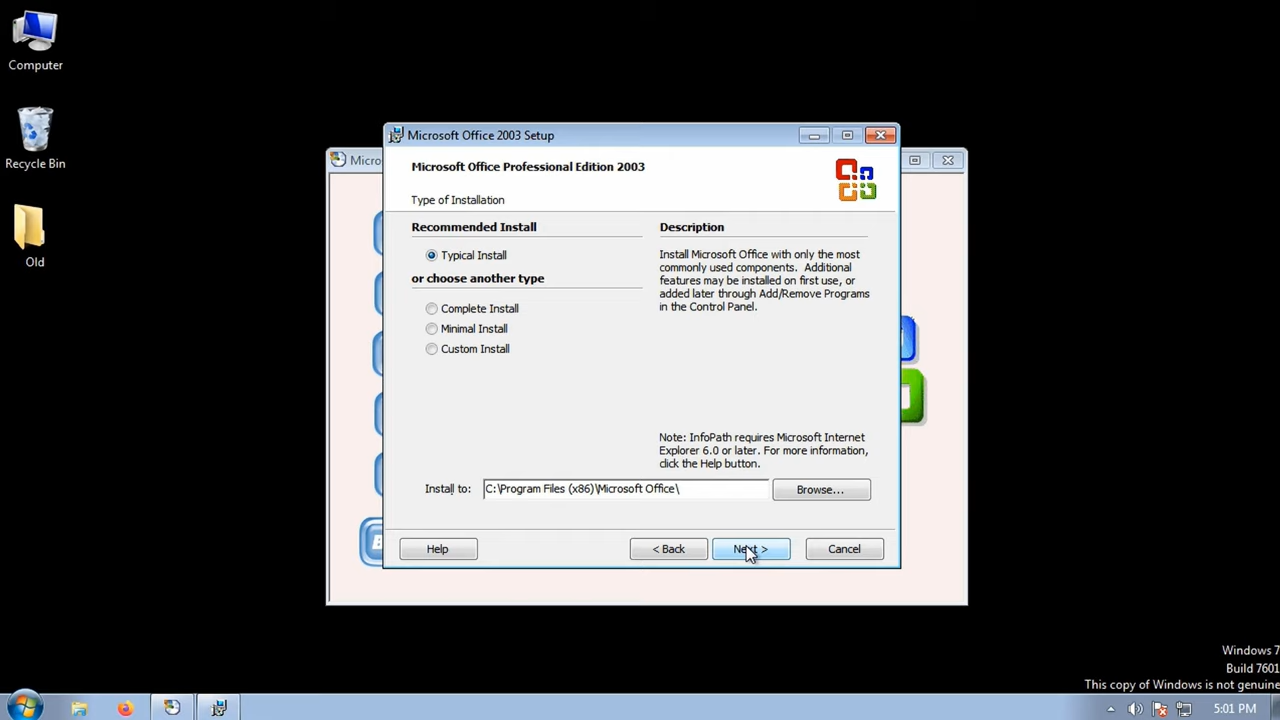 Computer
Recycle Bin
Old
Micro
Microsoft Office 2003 Setup
Microsoft Office Professional Edition 2003
Type of Installation
Recommended Install
Typical Install
or choose another type
Complete Install
Minimal Install
Custom Install
Description
Install Microsoft Office with only the most
commonly used components. Additional
features may be installed on first use, or
added later through Add/Remove Programs
in the Control Panel.
Note: InfoPath requires Microsoft Internet
Explorer 6.0 or later. For more information,
click the Help button.
Install to: C:\Program Files (x86)\Microsoft Office\ Browse...
Help < Back Next > Cancel
Windows 7
Build 7601
This copy of Windows is not genuine
5:01 PM